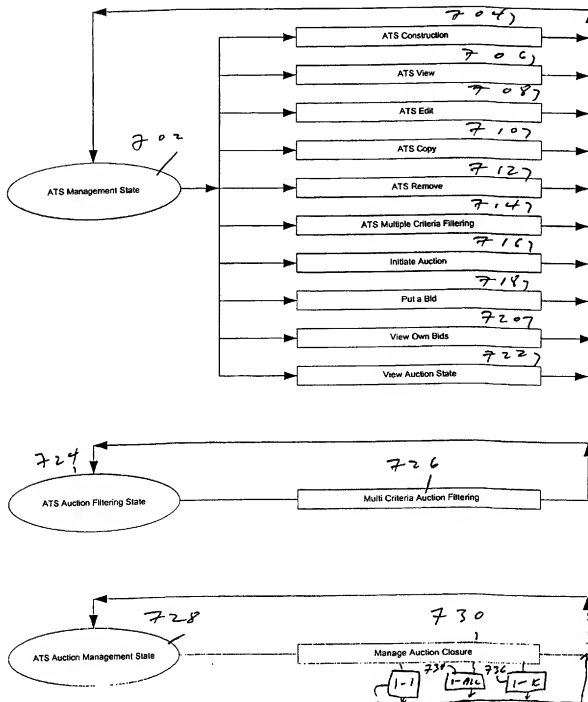 704
ATS Construction
706
ATS View
708
ATS Edit
710
ATS Copy
702
712
ATS Management State
ATS Remove
714
ATS Multiple Criteria Filtering
716
Initiate Auction
718
Put a Bid
720
View Own Bids
722
View Auction State
724
726
ATS Auction Filtering State
Multi Criteria Auction Filtering
728
730
ATS Auction Management State
Manage Auction Closure
1-1
1-ALL
736
1-K